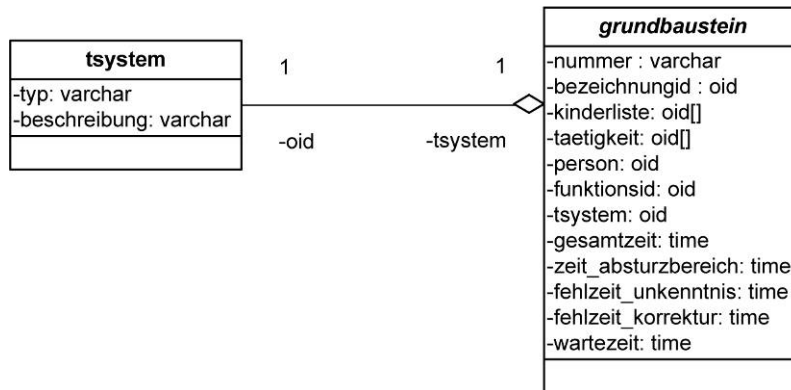 tsystem
-typ: varchar
-beschreibung: varchar
1
1
-oid
-tsystem
grundbaustein
-nummer : varchar
-bezeichnungid : oid
-kinderliste: oid[]
-taetigkeit: oid[]
-person: oid
-funktionsid: oid
-tsystem: oid
-gesamtzeit: time
-zeit_absturzbereich: time
-fehlzeit_unkenntnis: time
-fehlzeit_korrektur: time
-wartezeit: time